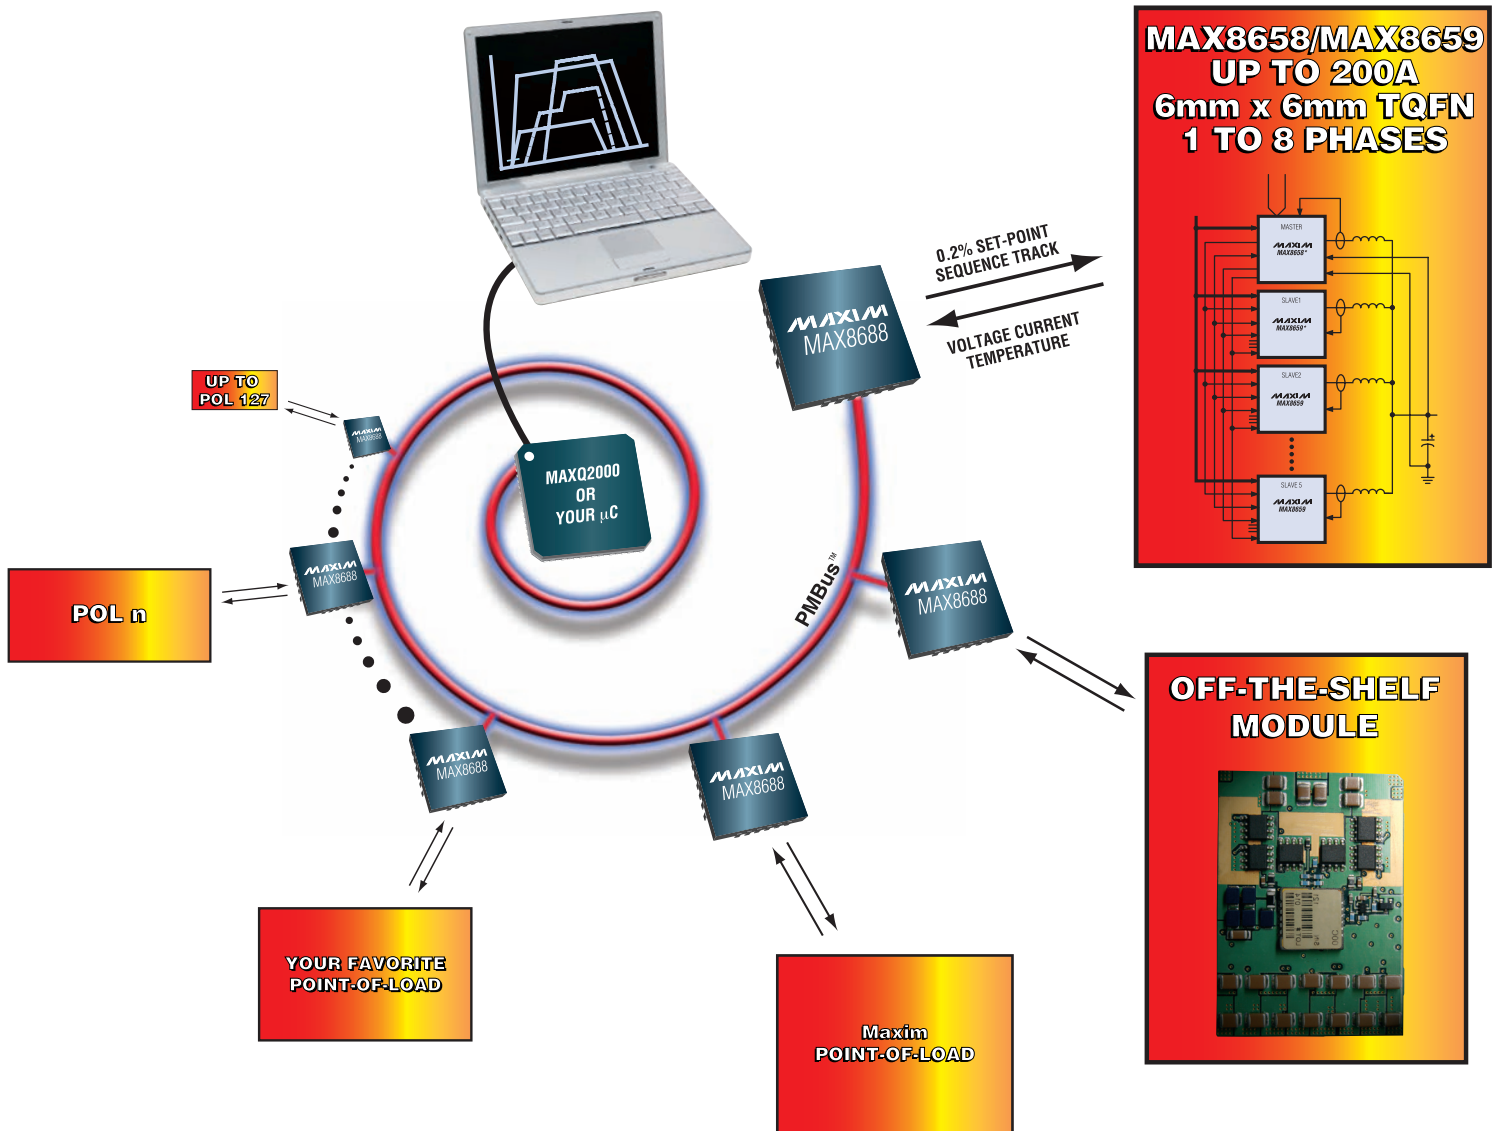 MAX8658/MAX8659
UP TO 200A
6mm x 6mm TQFN
1 TO 8 PHASES
MASTER
MAXIM
MAX8658*
SLAVE1
MAXIM
MAX8659*
SLAVE2
MAXIM
MAX8659
SLAVE 5
MAXIM
MAX8659
0.2% SET-POINT
SEQUENCE TRACK
VOLTAGE CURRENT
TEMPERATURE
MAXIM
MAX8688
UP TO
POL 127
MAXIM
MAX8688
MAXQ2000
OR
YOUR µC
POL n
MAXIM
MAX8688
PMBus™
MAXIM
MAX8688
MAXIM
MAX8688
MAXIM
MAX8688
OFF-THE-SHELF
MODULE
YOUR FAVORITE
POINT-OF-LOAD
Maxim
POINT-OF-LOAD